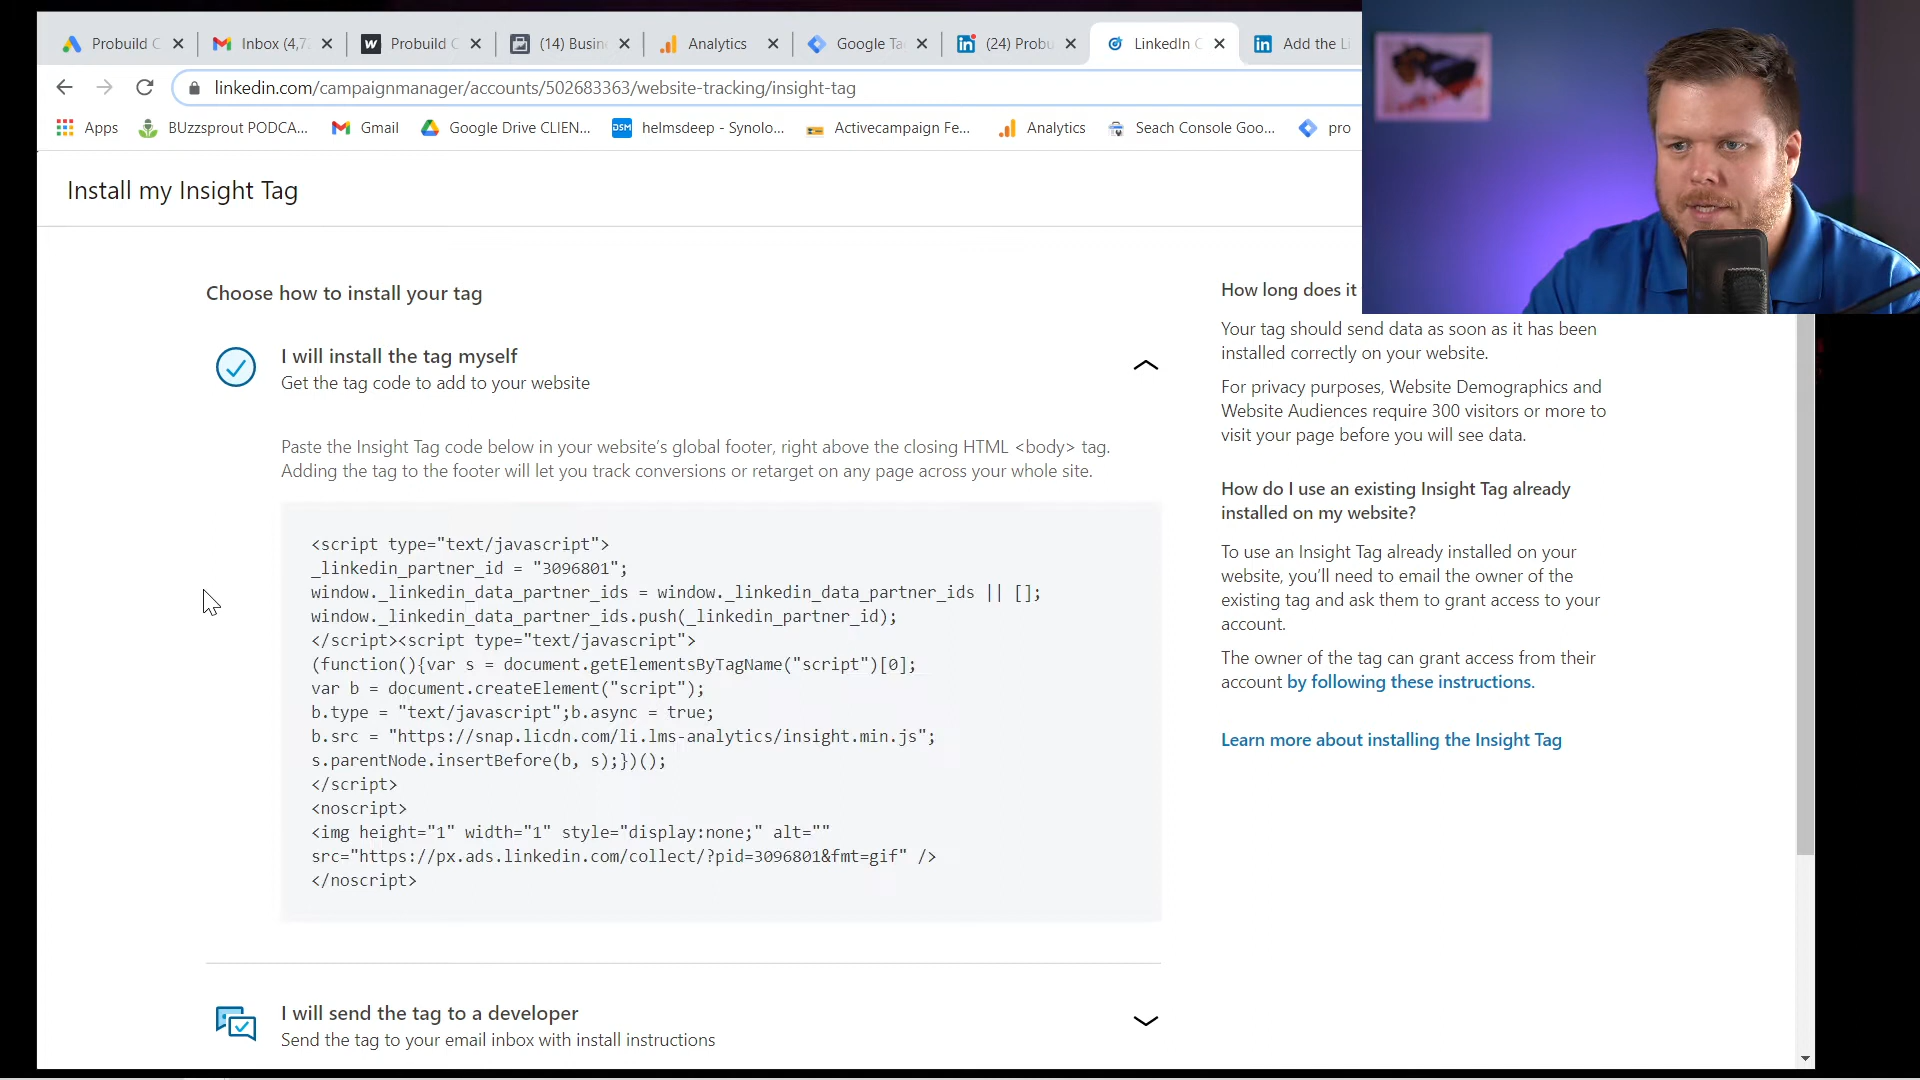 Probuild C
Inbox (4,7
Probuild C
(14) Busin
Analytics
Google Ta
(24) Probu
LinkedIn C
Add the Li
linkedin.com/campaignmanager/accounts/502683363/website-tracking/insight-tag
Apps
BUzzsprout PODCA...
Gmail
Google Drive CLIEN...
DSM
helmsdeep - Synolo...
Activecampaign Fe...
Analytics
Seach Console Goo...
pro
Install my Insight Tag
Choose how to install your tag
I will install the tag myself
Get the tag code to add to your website
Paste the Insight Tag code below in your website’s global footer, right above the closing HTML <body> tag.
Adding the tag to the footer will let you track conversions or retarget on any page across your whole site.
<script type="text/javascript">
_linkedin_partner_id = "3096801";
window._linkedin_data_partner_ids = window._linkedin_data_partner_ids || [];
window._linkedin_data_partner_ids.push(_linkedin_partner_id);
</script><script type="text/javascript">
(function(){var s = document.getElementsByTagName("script")[0];
var b = document.createElement("script");
b.type = "text/javascript";b.async = true;
b.src = "https://snap.licdn.com/li.lms-analytics/insight.min.js";
s.parentNode.insertBefore(b, s);})();
</script>
<noscript>
<img height="1" width="1" style="display:none;" alt=""
src="https://px.ads.linkedin.com/collect/?pid=3096801&fmt=gif" />
</noscript>
I will send the tag to a developer
Send the tag to your email inbox with install instructions
How long does it
Your tag should send data as soon as it has been
installed correctly on your website.
For privacy purposes, Website Demographics and
Website Audiences require 300 visitors or more to
visit your page before you will see data.
How do I use an existing Insight Tag already
installed on my website?
To use an Insight Tag already installed on your
website, you’ll need to email the owner of the
existing tag and ask them to grant access to your
account.
The owner of the tag can grant access from their
account by following these instructions.
Learn more about installing the Insight Tag